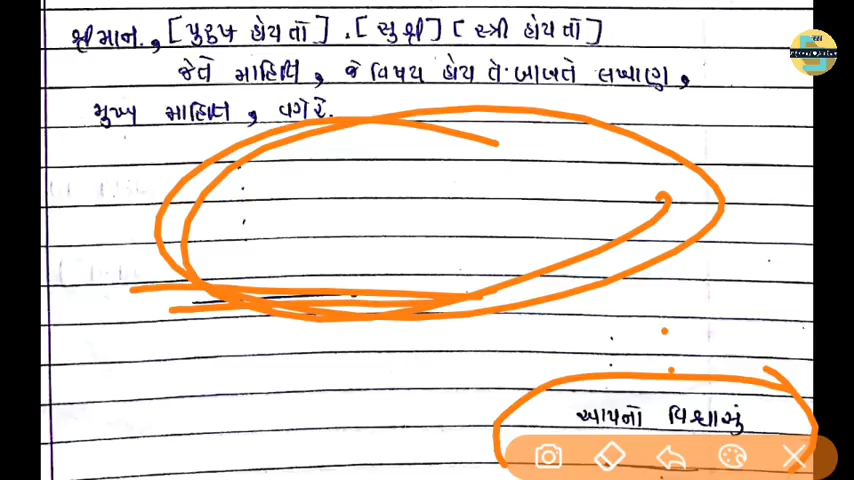 શ્રીમાન, [પુરુષ હોય તો]. [સુશ્રી] [સ્ત્રી હોય તો]
જેતે માહિતિ, જે વિષય હોય તે બાબતે લખાણ,
મુખ્ય માહિતિ, વગેરે.
આપનો વિશ્વાસું